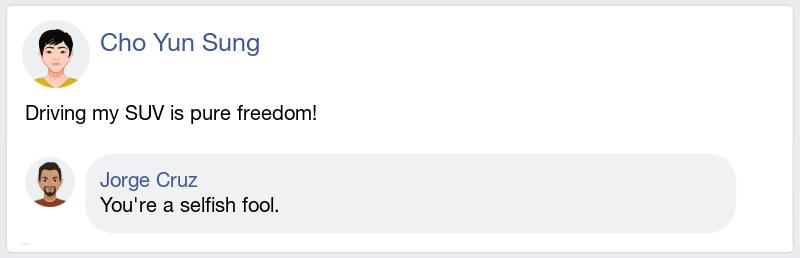 Cho Yun Sung
Driving my SUV is pure freedom!
Jorge Cruz
You're a selfish fool.